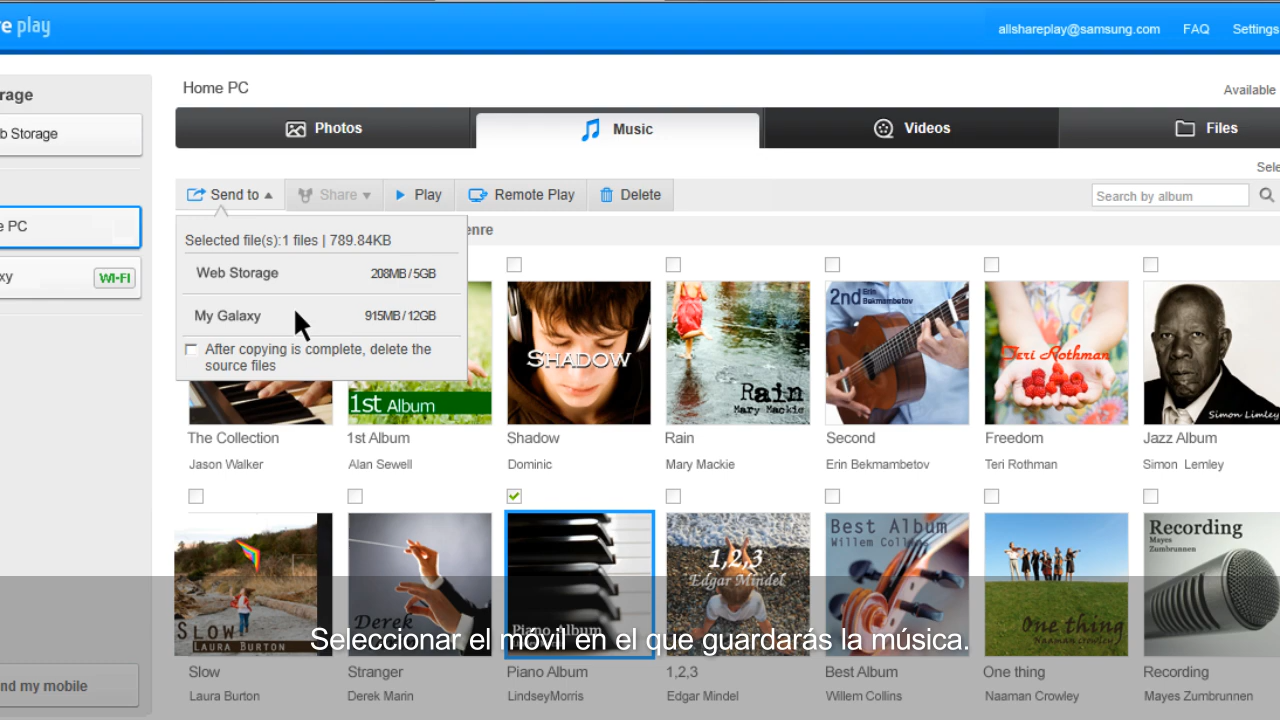 re play
allshareplay@samsung.com FAQ Settings
rage
b Storage
e PC
xy WI-FI
nd my mobile
Home PC
Available
Photos Music Videos Files
Sele
Send to Share Play Remote Play Delete
Search by album
enre
Selected file(s):1 files | 789.84KB
Web Storage 208MB / 5GB
My Galaxy 915MB / 12GB
After copying is complete, delete the
source files
1st Album
SHADOW
Rain
Mary Mackie
2nd Erin
Bekmambetov
Teri Rothman
Simon Limley
The Collection 1st Album Shadow Rain Second Freedom Jazz Album
Jason Walker Alan Sewell Dominic Mary Mackie Erin Bekmambetov Teri Rothman Simon Lemley
SLOW
LAURA BURTON
Derek
Piano Album
1,2,3
Edgar Mindel
Best Album
Willem Collins
One thing
Naaman Crowley
Recording
Mayes
Zumbrunnen
Seleccionar el móvil en el que guardarás la música.
Slow Stranger Piano Album 1,2,3 Best Album One thing Recording
Laura Burton Derek Marin LindseyMorris Edgar Mindel Willem Collins Naaman Crowley Mayes Zumbrunnen